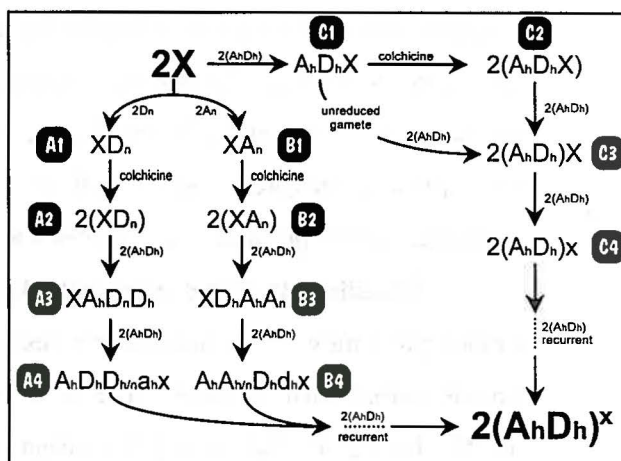 C1 C2
2X 2(AhDh) AhDhX colchicine 2(AhDhX)
2Dn 2An unreduced gamete 2(AhDh) 2(AhDh)
A1 XDn XAn B1 2(AhDh)X C3
colchicine colchicine 2(AhDh)
A2 2(XDn) 2(XAn) B2 2(AhDh)x C4
2(AhDh) 2(AhDh)
A3 XAhDnDh XDhAhAn B3 2(AhDh) recurrent
2(AhDh) 2(AhDh)
A4 AhDhDh/nahx AhAh/nDhdhx B4
2(AhDh) recurrent 2(AhDh)x